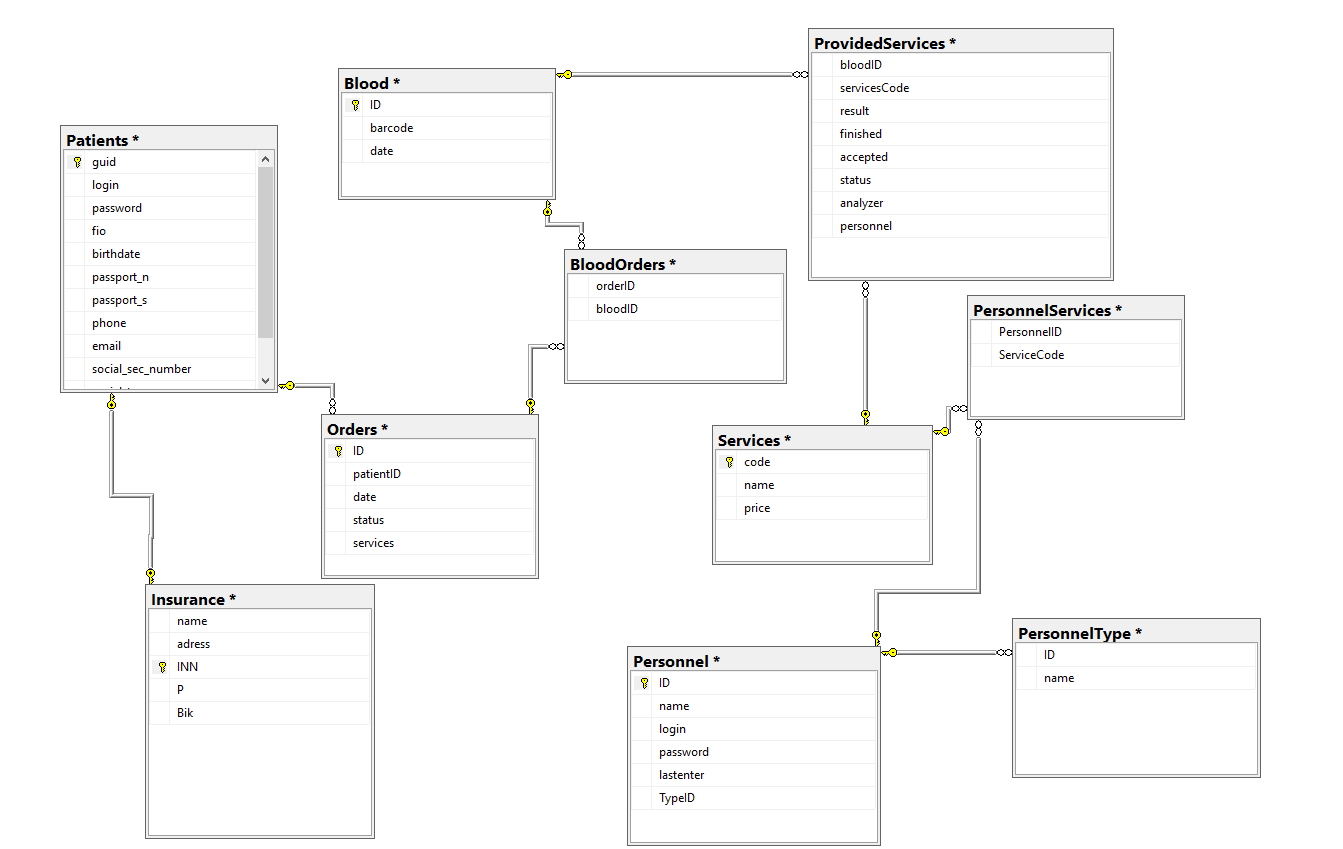 Patients *
guid
login
password
fio
birthdate
passport_n
passport_s
phone
email
social_sec_number
Blood *
ID
barcode
date
ProvidedServices *
bloodID
servicesCode
result
finished
accepted
status
analyzer
personnel
BloodOrders *
orderID
bloodID
PersonnelServices *
PersonnelID
ServiceCode
Orders *
ID
patientID
date
status
services
Services *
code
name
price
Insurance *
name
adress
INN
P
Bik
Personnel *
ID
name
login
password
lastenter
TypeID
PersonnelType *
ID
name